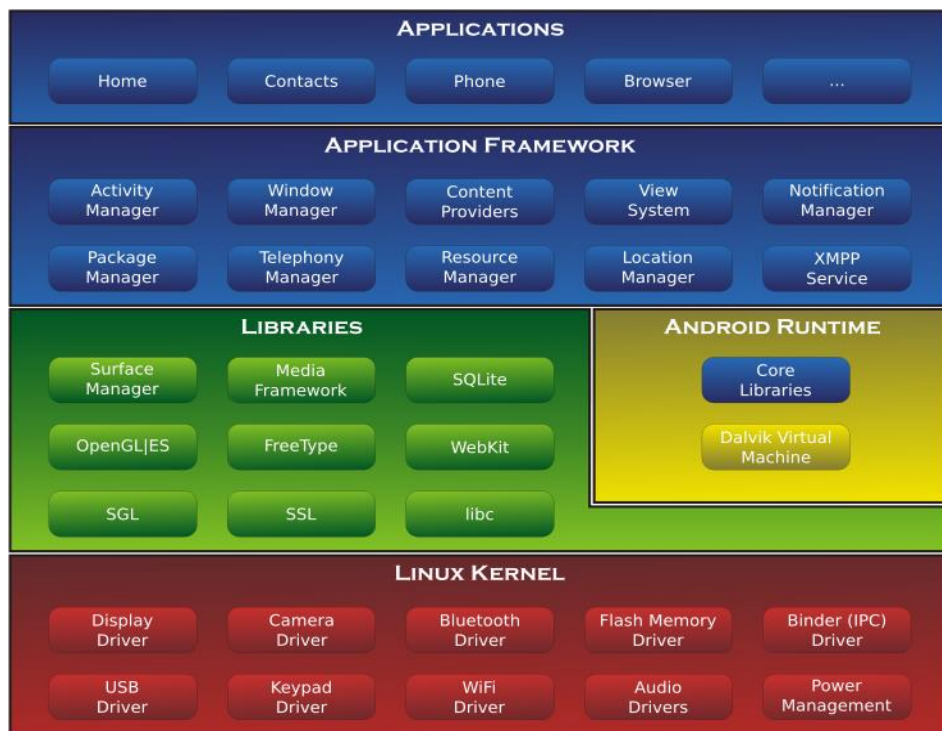 APPLICATIONS
Home
Contacts
Phone
Browser
...
APPLICATION FRAMEWORK
Activity
Manager
Window
Manager
Content
Providers
View
System
Notification
Manager
Package
Manager
Telephony
Manager
Resource
Manager
Location
Manager
XMPP
Service
LIBRARIES
Surface
Manager
Media
Framework
SQLite
OpenGL|ES
FreeType
WebKit
SGL
SSL
libc
ANDROID RUNTIME
Core
Libraries
Dalvik Virtual
Machine
LINUX KERNEL
Display
Driver
Camera
Driver
Bluetooth
Driver
Flash Memory
Driver
Binder (IPC)
Driver
USB
Driver
Keypad
Driver
WiFi
Driver
Audio
Drivers
Power
Management